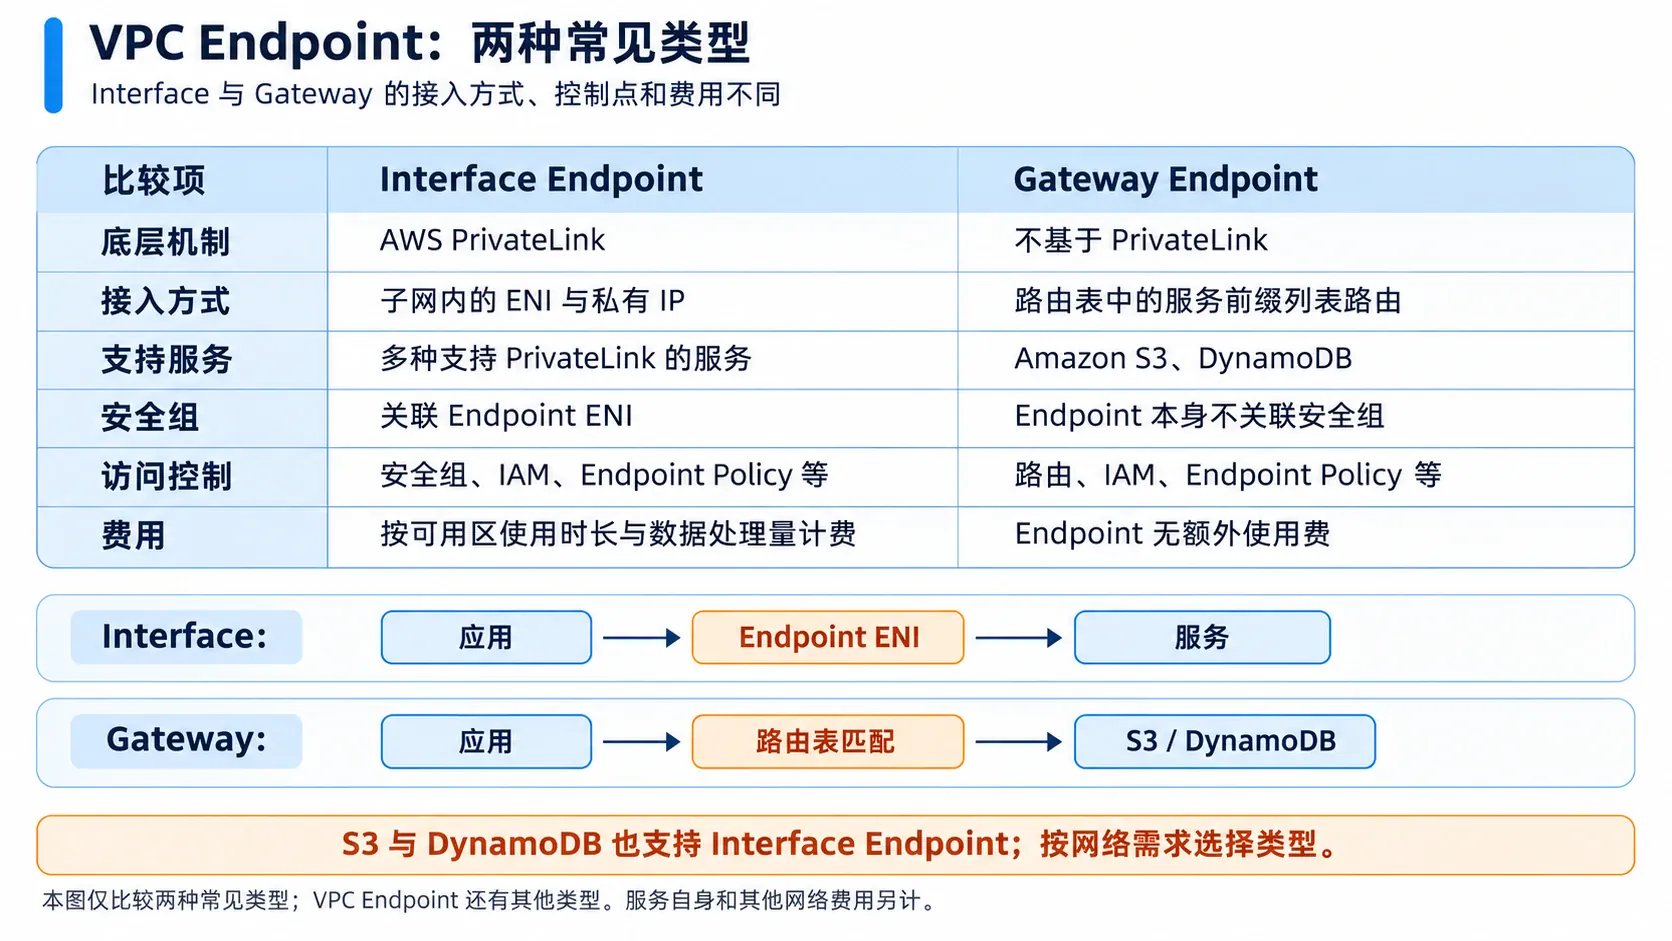 VPC Endpoint：两种常见类型
Interface 与 Gateway 的接入方式、控制点和费用不同
比较项 Interface Endpoint Gateway Endpoint
底层机制 AWS PrivateLink 不基于 PrivateLink
接入方式 子网内的 ENI 与私有 IP 路由表中的服务前缀列表路由
支持服务 多种支持 PrivateLink 的服务 Amazon S3、DynamoDB
安全组 关联 Endpoint ENI Endpoint 本身不关联安全组
访问控制 安全组、IAM、Endpoint Policy 等 路由、IAM、Endpoint Policy 等
费用 按可用区使用时长与数据处理量计费 Endpoint 无额外使用费
Interface: 应用 Endpoint ENI 服务
Gateway: 应用 路由表匹配 S3 / DynamoDB
S3 与 DynamoDB 也支持 Interface Endpoint；按网络需求选择类型。
本图仅比较两种常见类型；VPC Endpoint 还有其他类型。服务自身和其他网络费用另计。